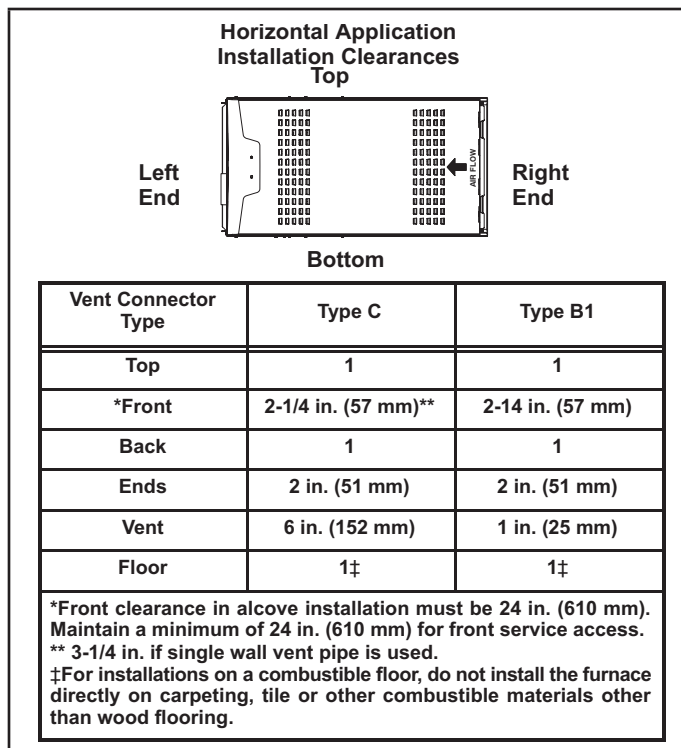 Horizontal Application
Installation Clearances
Top
Left
End
AIR FLOW
Right
End
Bottom
Vent Connector
Type
Type C
Type B1
Top
1
1
*Front
2-1/4 in. (57 mm)**
2-14 in. (57 mm)
Back
1
1
Ends
2 in. (51 mm)
2 in. (51 mm)
Vent
6 in. (152 mm)
1 in. (25 mm)
Floor
1‡
1‡
*Front clearance in alcove installation must be 24 in. (610 mm).
Maintain a minimum of 24 in. (610 mm) for front service access.
** 3-1/4 in. if single wall vent pipe is used.
‡For installations on a combustible floor, do not install the furnace
directly on carpeting, tile or other combustible materials other
than wood flooring.